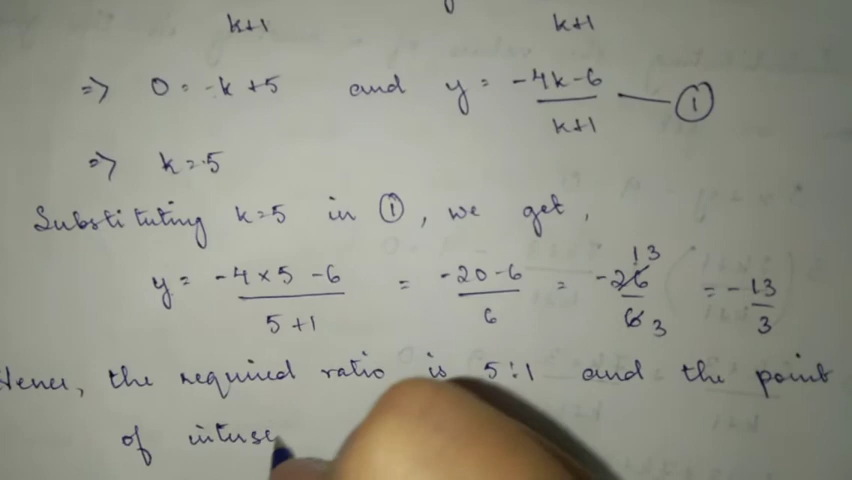 k+1 k+1
=> 0 = -k+5 and y = -4k-6/k+1 — ①
=> k=5
Substituting k=5 in ①, we get,
y = -4×5-6/5+1 = -20-6/6 = -26/6 13/3 = -13/3
Hence, the required ratio is 5:1 and the point
of interse